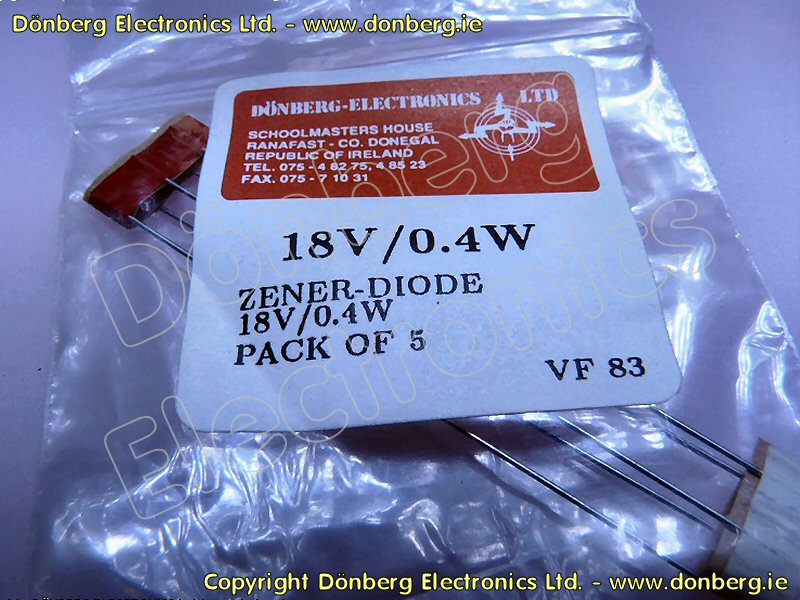 Dönberg Electronics Ltd. - www.donberg.ie
DÖNBERG-ELECTRONICS LTD
SCHOOLMASTERS HOUSE
RANAFAST - CO. DONEGAL
REPUBLIC OF IRELAND
TEL. 075 - 4 82 75, 4 85 23
FAX. 075 - 7 10 31
18V/0.4W
ZENER-DIODE
18V/0.4W
PACK OF 5
VF 83
Dönberg
Electronics
Copyright Dönberg Electronics Ltd. - www.donberg.ie